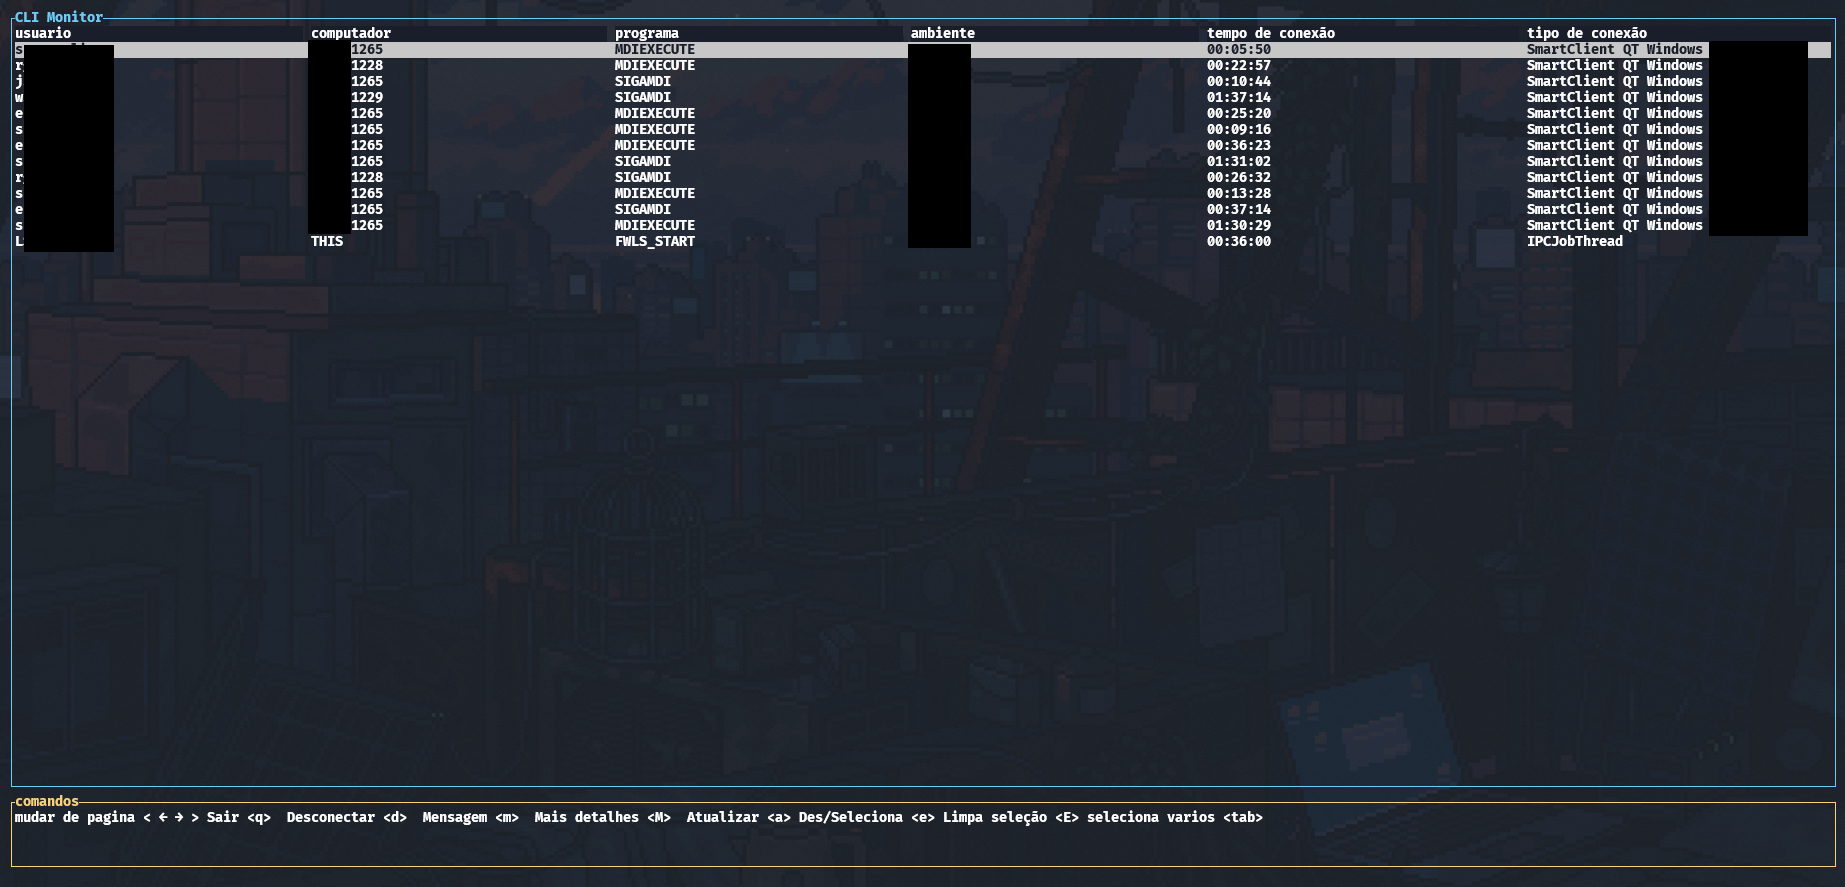 CLI Monitor
usuario computador programa ambiente tempo de conexão tipo de conexão
s 1265 MDIEXECUTE 00:05:50 SmartClient QT Windows
r 1228 MDIEXECUTE 00:22:57 SmartClient QT Windows
j 1265 SIGAMDI 00:10:44 SmartClient QT Windows
w 1229 SIGAMDI 01:37:14 SmartClient QT Windows
e 1265 MDIEXECUTE 00:25:20 SmartClient QT Windows
s 1265 MDIEXECUTE 00:09:16 SmartClient QT Windows
e 1265 MDIEXECUTE 00:36:23 SmartClient QT Windows
s 1265 SIGAMDI 01:31:02 SmartClient QT Windows
r 1228 SIGAMDI 00:26:32 SmartClient QT Windows
s 1265 MDIEXECUTE 00:13:28 SmartClient QT Windows
e 1265 SIGAMDI 00:37:14 SmartClient QT Windows
s 1265 MDIEXECUTE 01:30:29 SmartClient QT Windows
L THIS FWLS_START 00:36:00 IPCJobThread
comandos
mudar de pagina < ← → > Sair <q> Desconectar <d> Mensagem <m> Mais detalhes <M> Atualizar <a> Des/Seleciona <e> Limpa seleção <E> seleciona varios <tab>